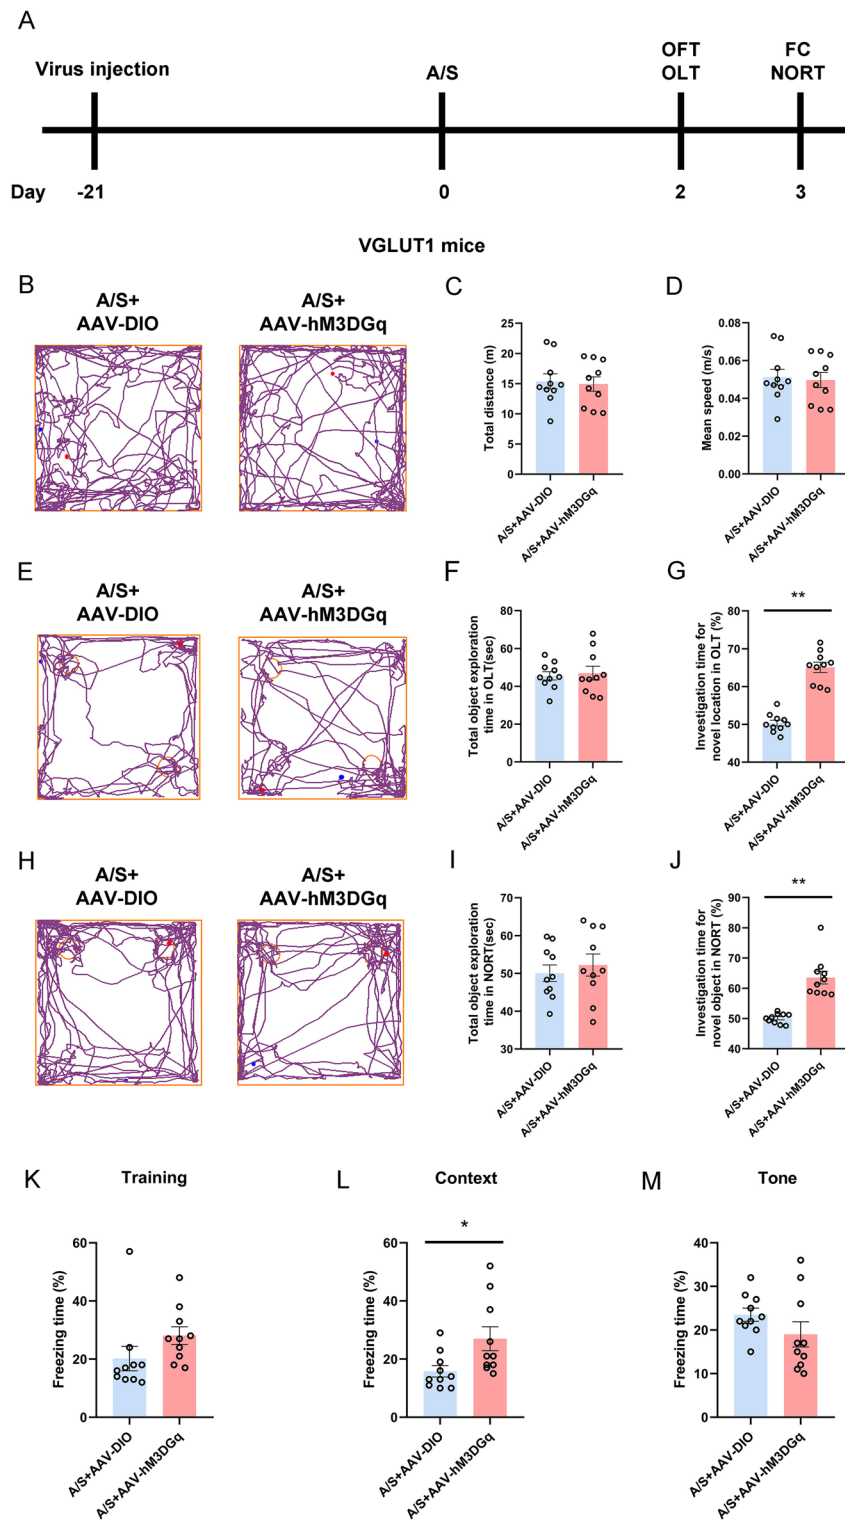 A
Virus injection
A/S
OFT
OLT
FC
NORT
Day
-21
0
2
3
VGLUT1 mice
B
A/S+
AAV-DIO
A/S+
AAV-hM3DGq
C
Total distance (m)
25
20
15
10
5
0
A/S+AAV-DIO
A/S+AAV-hM3DGq
D
Mean speed (m/s)
0.08
0.06
0.04
0.02
0.00
A/S+AAV-DIO
A/S+AAV-hM3DGq
E
A/S+
AAV-DIO
A/S+
AAV-hM3DGq
F
Total object exploration
time in OLT(sec)
80
60
40
20
0
A/S+AAV-DIO
A/S+AAV-hM3DGq
G
Investigation time for
novel location in OLT (%)
80
70
60
50
40
**
A/S+AAV-DIO
A/S+AAV-hM3DGq
H
A/S+
AAV-DIO
A/S+
AAV-hM3DGq
I
Total object exploration
time in NORT(sec)
70
60
50
40
30
A/S+AAV-DIO
A/S+AAV-hM3DGq
J
Investigation time for
novel object in NORT (%)
90
80
70
60
50
40
**
A/S+AAV-DIO
A/S+AAV-hM3DGq
K
Training
Freezing time (%)
60
40
20
0
A/S+AAV-DIO
A/S+AAV-hM3DGq
L
Context
Freezing time (%)
60
40
20
0
*
A/S+AAV-DIO
A/S+AAV-hM3DGq
M
Tone
Freezing time (%)
40
30
20
10
0
A/S+AAV-DIO
A/S+AAV-hM3DGq